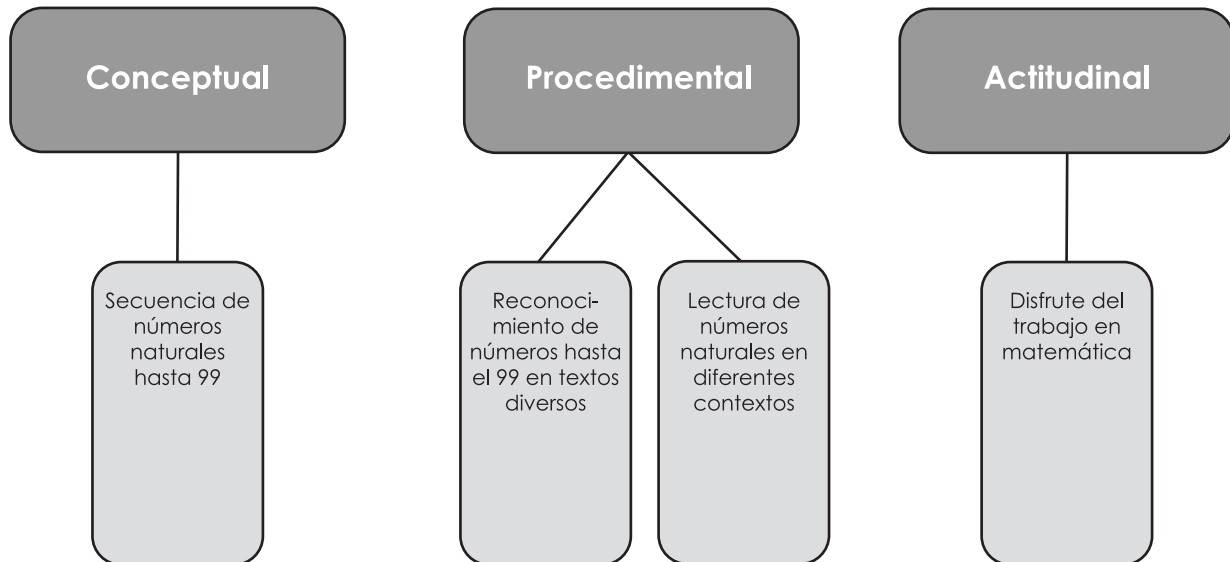 Conceptual
Procedimental
Actitudinal
Secuencia de
números
naturales
hasta 99
Reconoci-
miento de
números hasta
el 99 en textos
diversos
Lectura de
números
naturales en
diferentes
contextos
Disfrute del
trabajo en
matemática